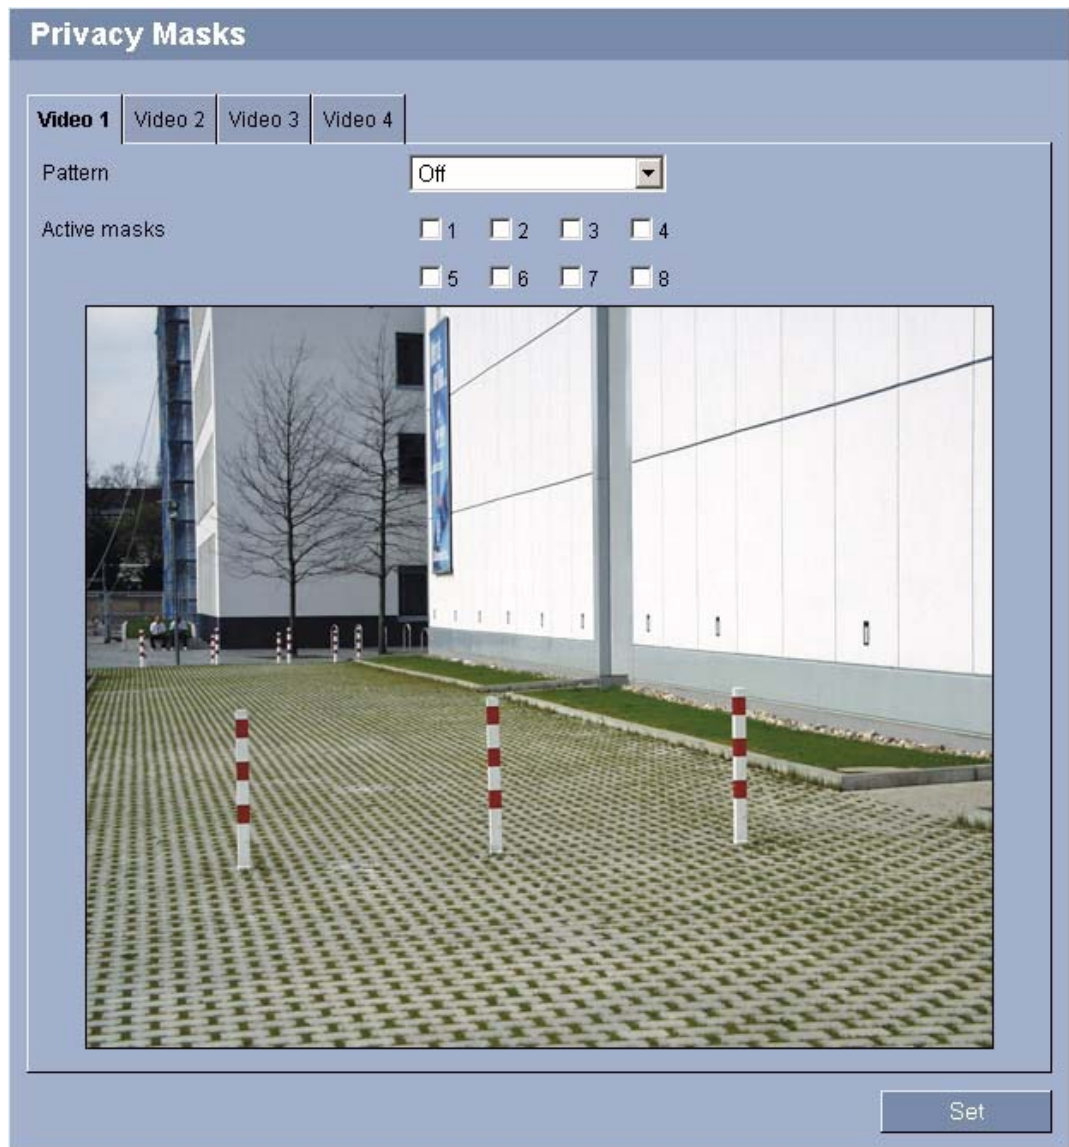 Privacy Masks
Video 1 Video 2 Video 3 Video 4
Pattern Off
Active masks 1 2 3 4
5 6 7 8
Set